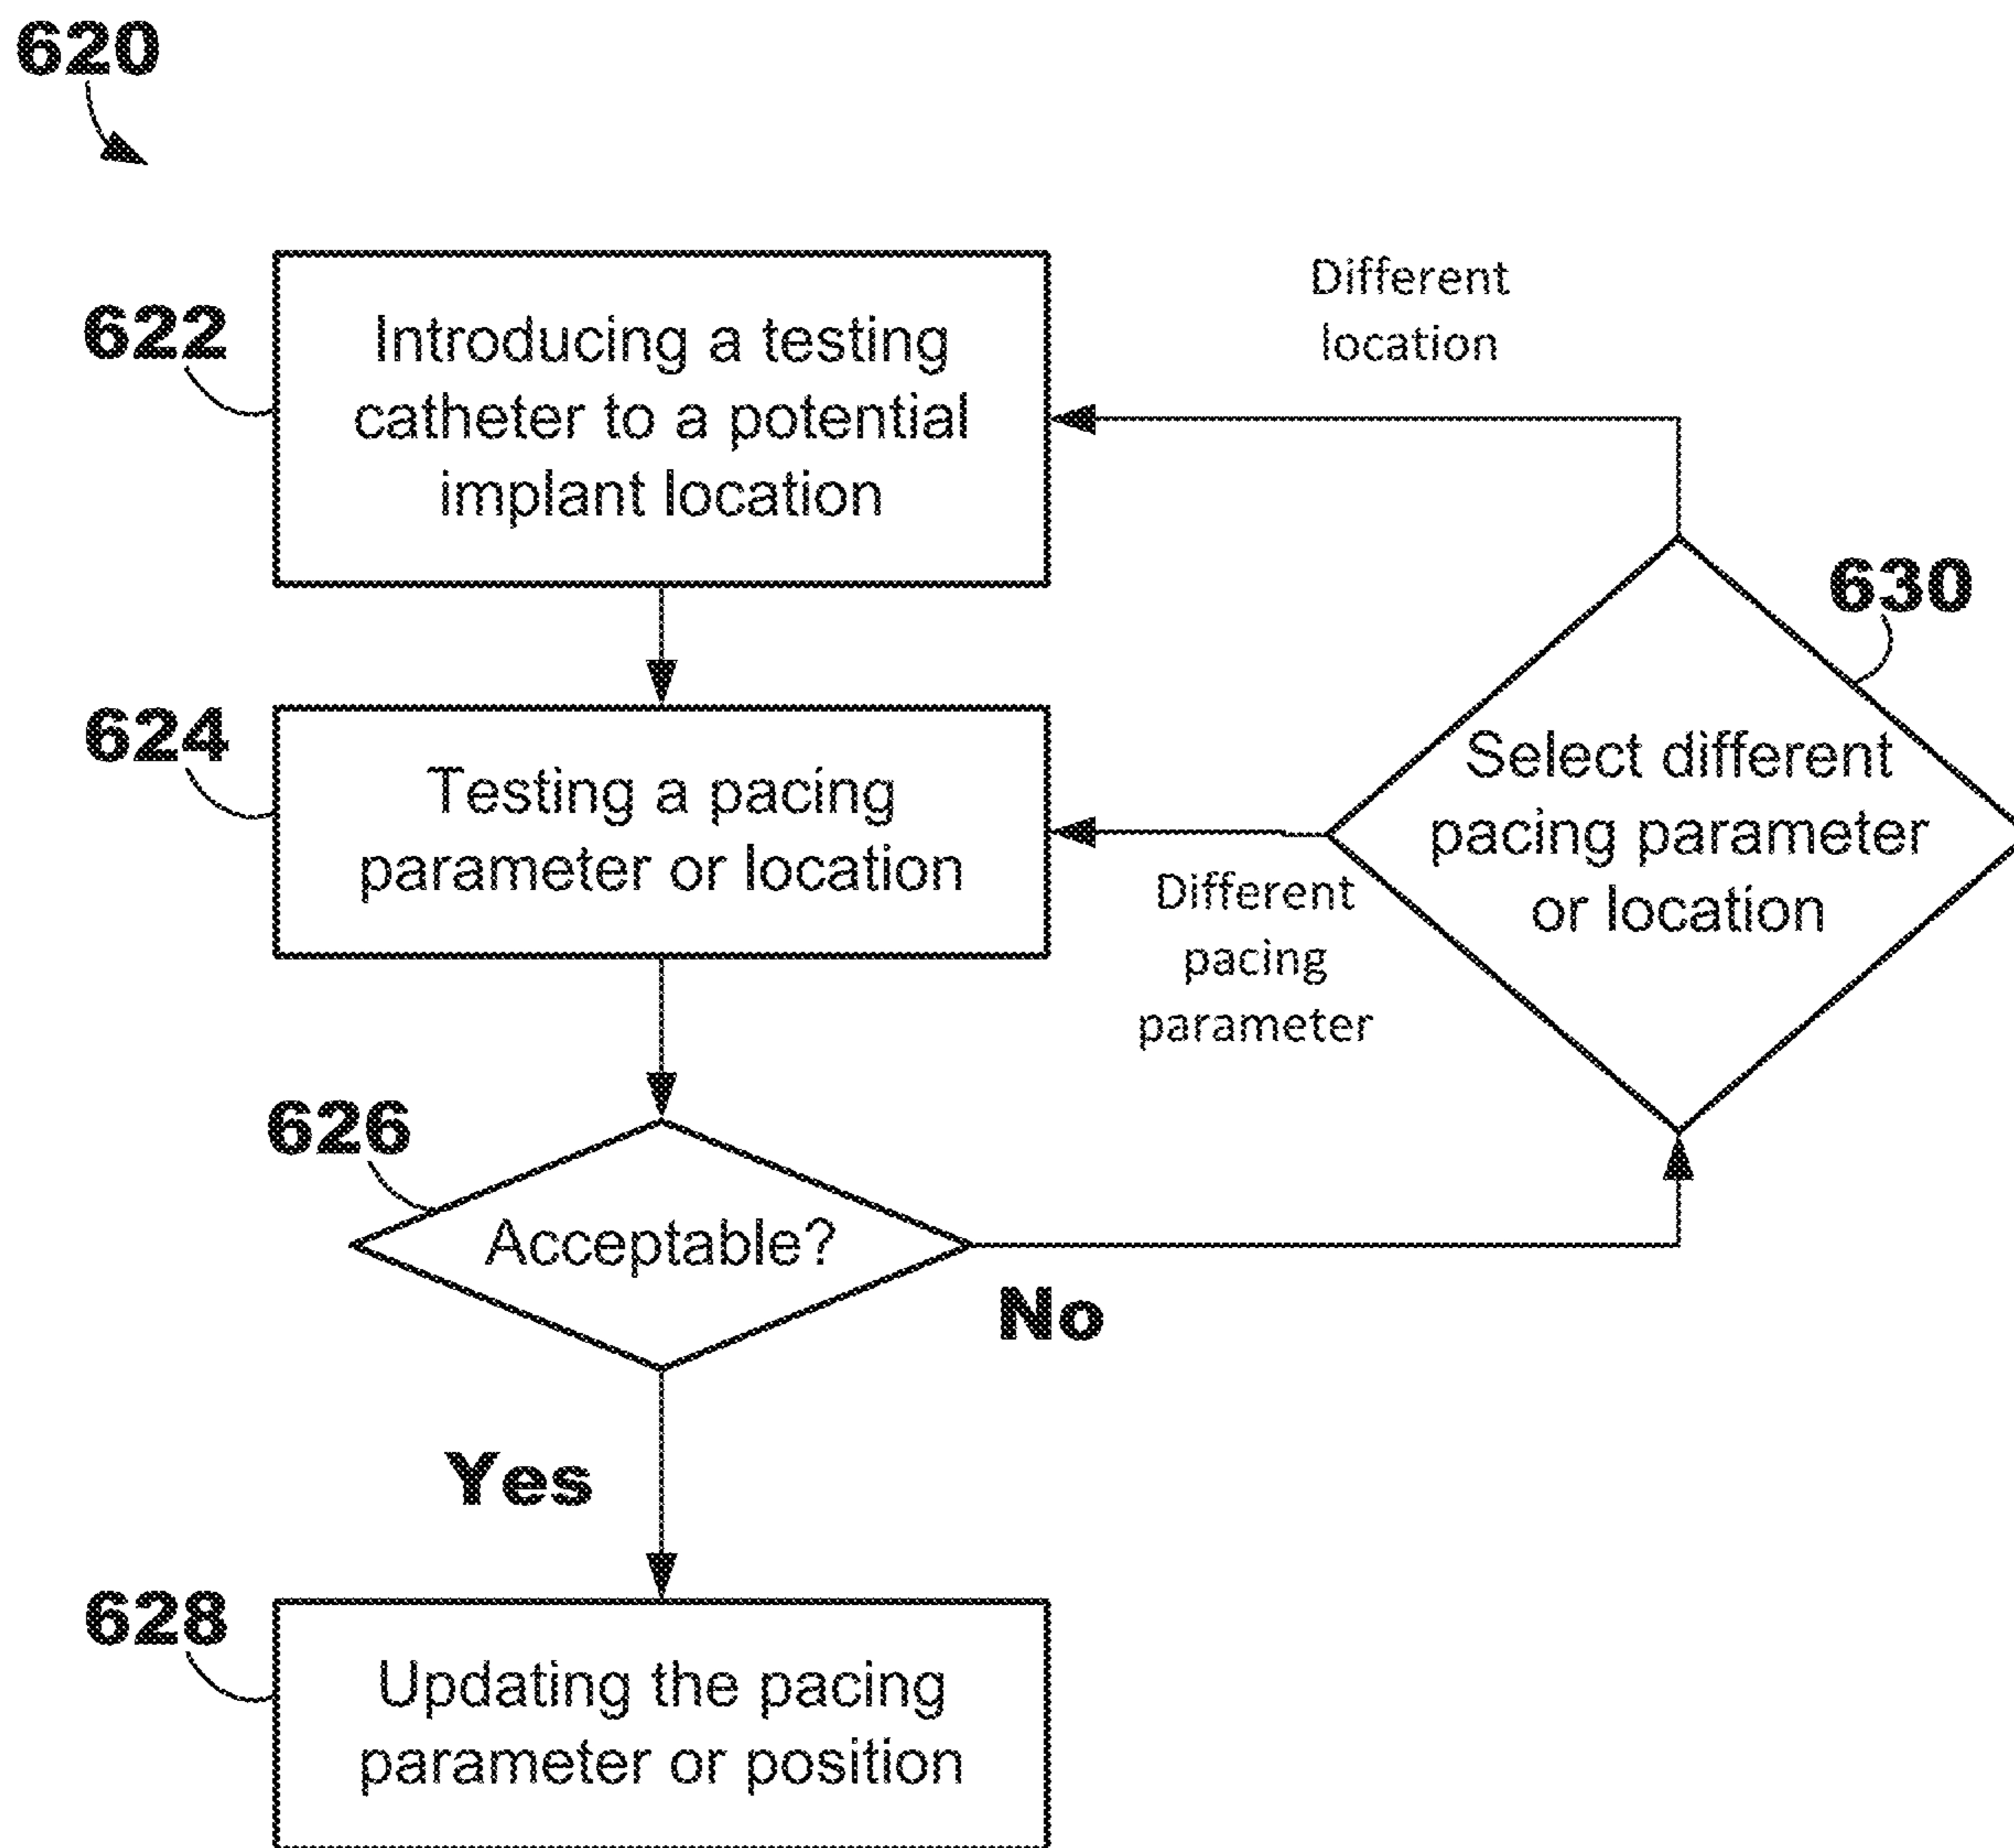 620
622
Introducing a testing
catheter to a potential
implant location
Different
location
630
624
Testing a pacing
parameter or location
Select different
pacing parameter
or location
Different
pacing
parameter
626
Acceptable?
No
Yes
628
Updating the pacing
parameter or position